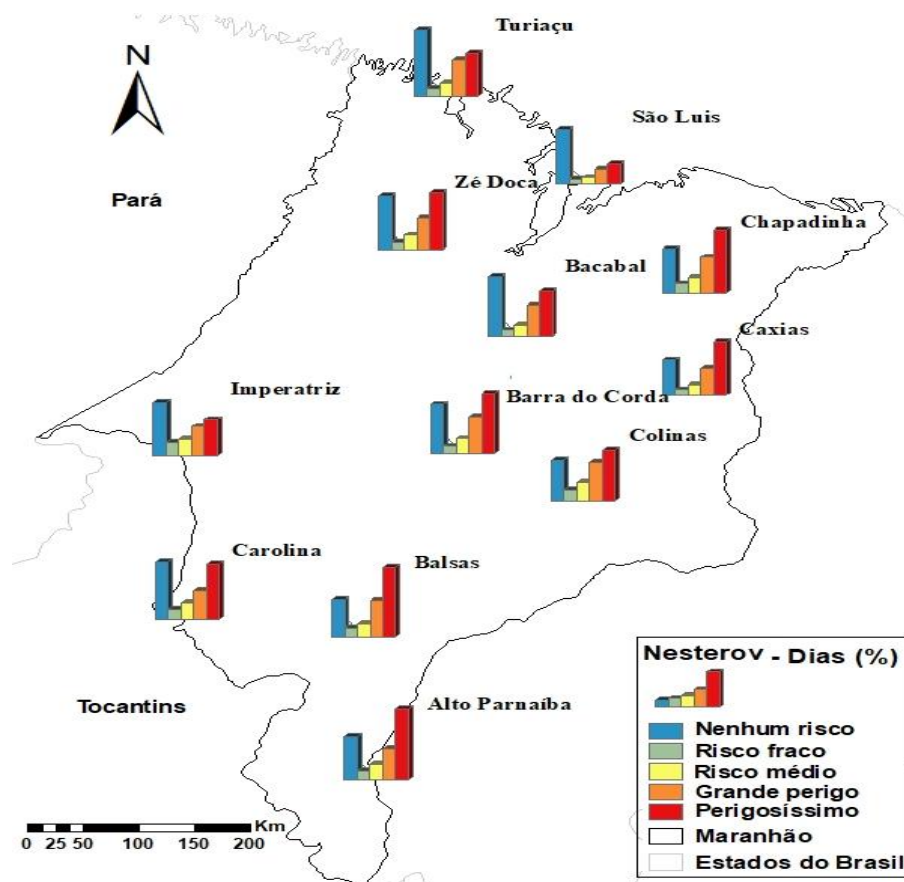 Turiaçu
N
São Luis
Pará
Zé Doca
Chapadinha
Bacabal
Caxias
Imperatriz
Barra do Corda
Colinas
Carolina
Balsas
Tocantins
Alto Parnaíba
Nesterov - Dias (%)
Nenhum risco
Risco fraco
Risco médio
Grande perigo
Perigosíssimo
Maranhão
Estados do Brasil
Km
0 25 50 100 150 200